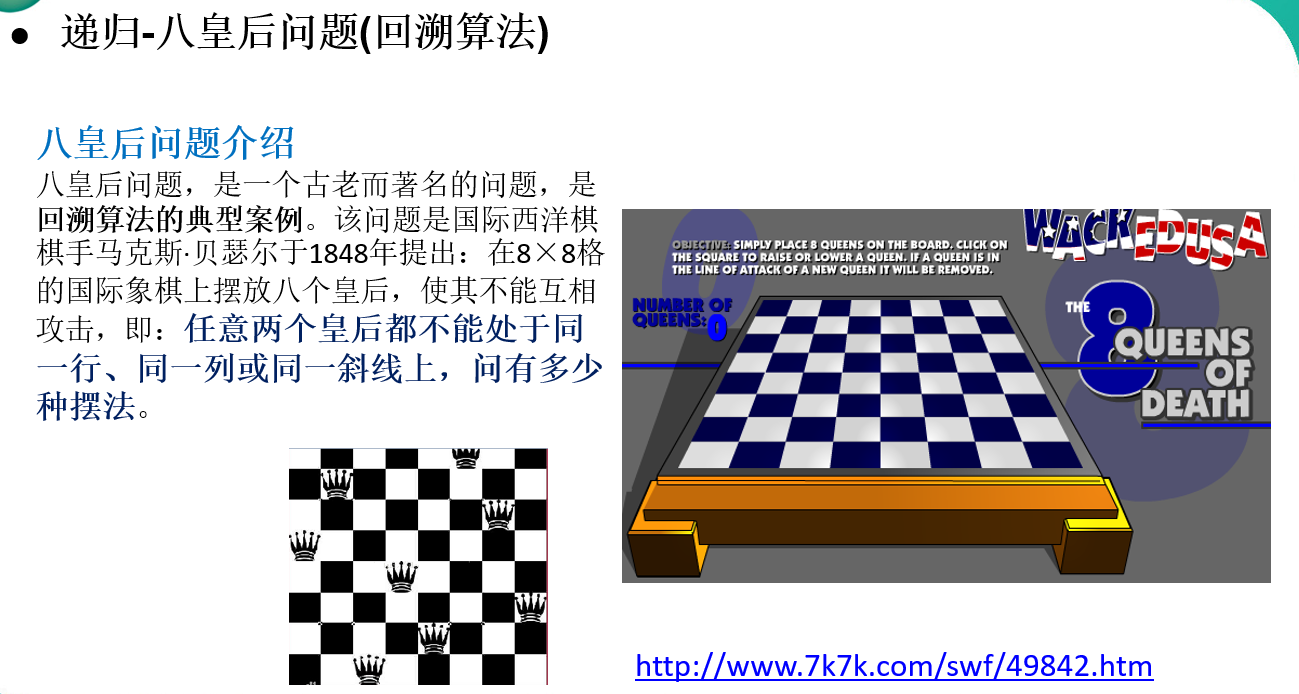 ● 递归-八皇后问题(回溯算法)
八皇后问题介绍
八皇后问题，是一个古老而著名的问题，是
回溯算法的典型案例。该问题是国际西洋棋
棋手马克斯·贝瑟尔于1848年提出：在8×8格
的国际象棋上摆放八个皇后，使其不能互相
攻击，即：任意两个皇后都不能处于同
一行、同一列或同一斜线上，问有多少
种摆法。
OBJECTIVE: SIMPLY PLACE 8 QUEENS ON THE BOARD. CLICK ON
THE SQUARE TO RAISE OR LOWER A QUEEN. IF A QUEEN IS IN
THE LINE OF ATTACK OF A NEW QUEEN IT WILL BE REMOVED.
WACKEDUSA
NUMBER OF
QUEENS: 0
THE 8
QUEENS
OF
DEATH
http://www.7k7k.com/swf/49842.htm